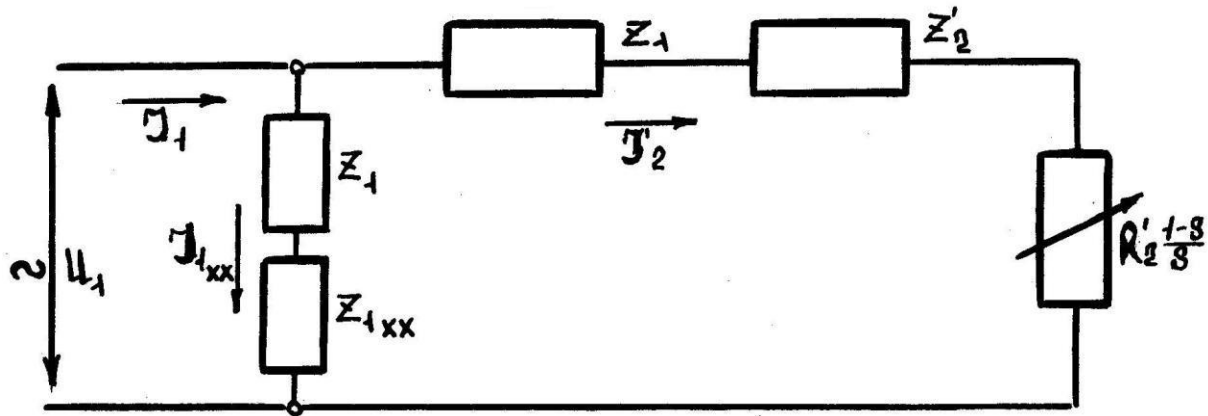 Z₁
Z'₂
I₁
I'₂
Z₁
I₁ₓₓ
~ U₁
Z₁ₓₓ
R'₂ 1-S/S